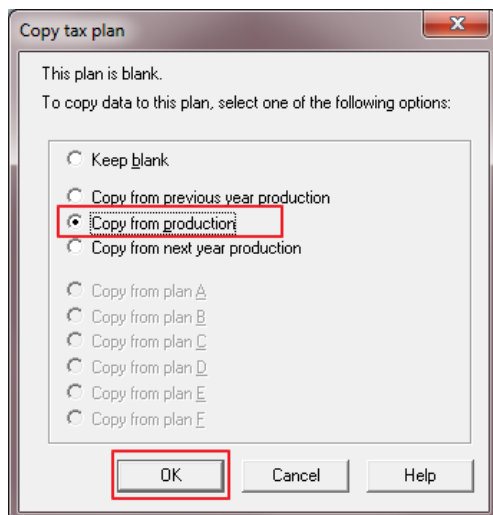 Copy tax plan
This plan is blank.
To copy data to this plan, select one of the following options:
Keep blank
Copy from previous year production
Copy from production
Copy from next year production
Copy from plan A
Copy from plan B
Copy from plan C
Copy from plan D
Copy from plan E
Copy from plan F
OK Cancel Help